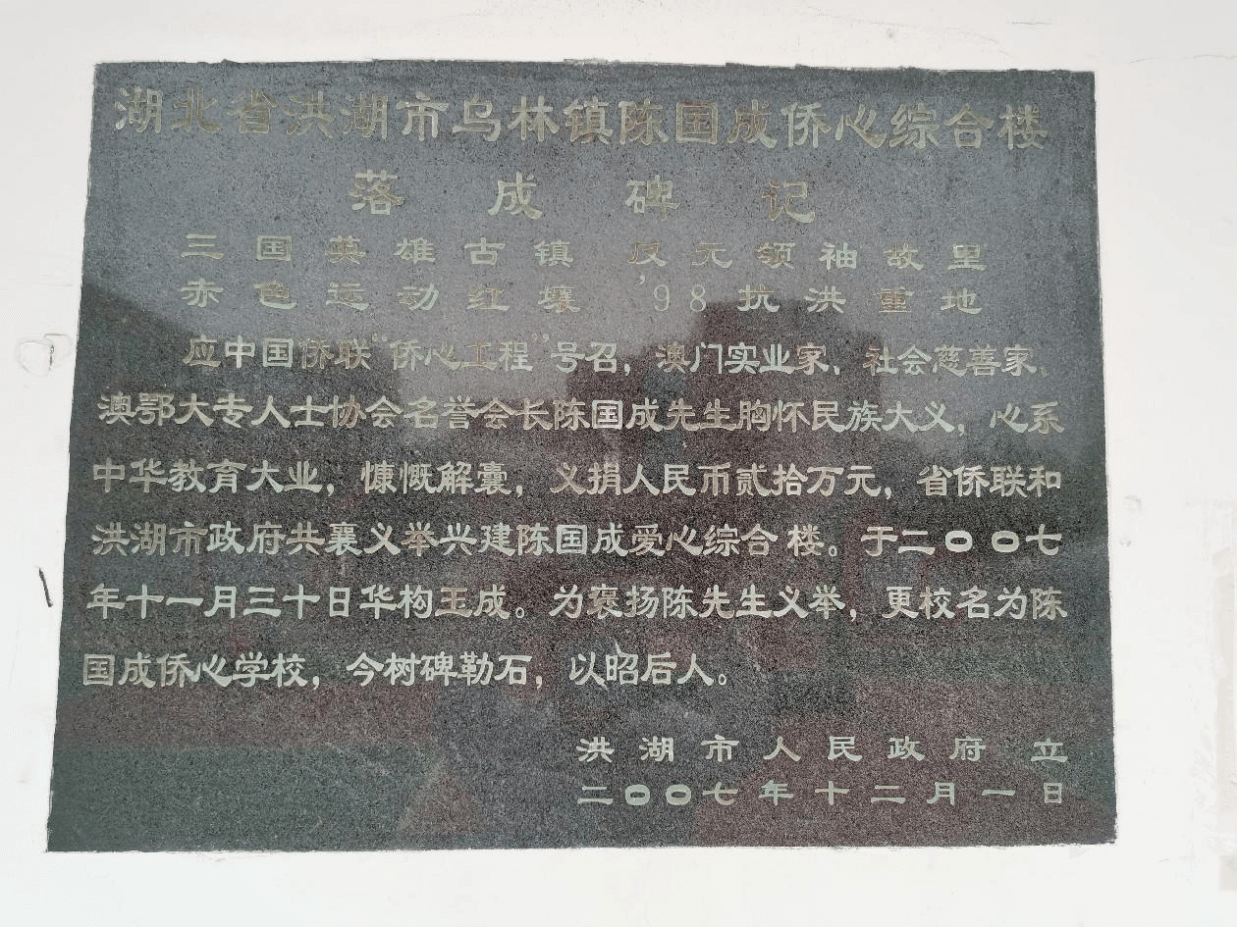 湖北省洪湖市乌林镇陈国成侨心综合楼
落成碑记
三国英雄古镇 反元领袖故里
赤色运动红壤 '98抗洪重地
应中国侨联"侨心工程"号召，澳门实业家，社会慈善家、
澳鄂大专人士协会名誉会长陈国成先生胸怀民族大义，心系
中华教育大业，慷慨解囊，义捐人民币贰拾万元，省侨联和
洪湖市政府共襄义举兴建陈国成爱心综合楼。于二〇〇七
年十一月三十日华构玉成。为褒扬陈先生义举，更校名为陈
国成侨心学校，今树碑勒石，以昭后人。
洪湖市人民政府 立
二〇〇七年十二月一日